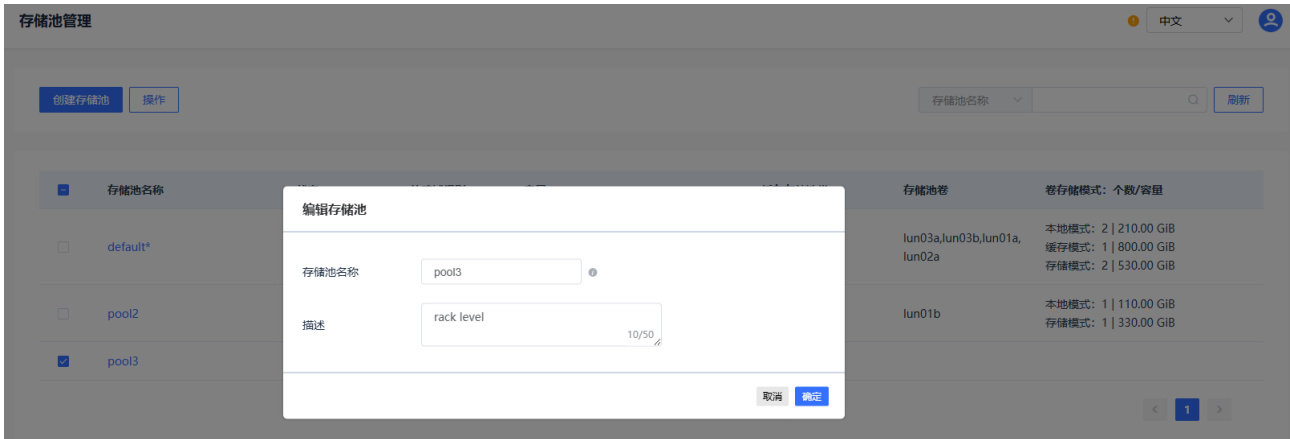 存储池管理
中文
创建存储池 操作
存储池名称
刷新
存储池名称
存储池卷
卷存储模式：个数/容量
编辑存储池
存储池名称 pool3
描述 rack level
10/50
取消 确定
default*
lun03a,lun03b,lun01a,
lun02a
本地模式：2 | 210.00 GiB
缓存模式：1 | 800.00 GiB
存储模式：2 | 530.00 GiB
pool2
lun01b
本地模式：1 | 110.00 GiB
存储模式：1 | 330.00 GiB
pool3
1